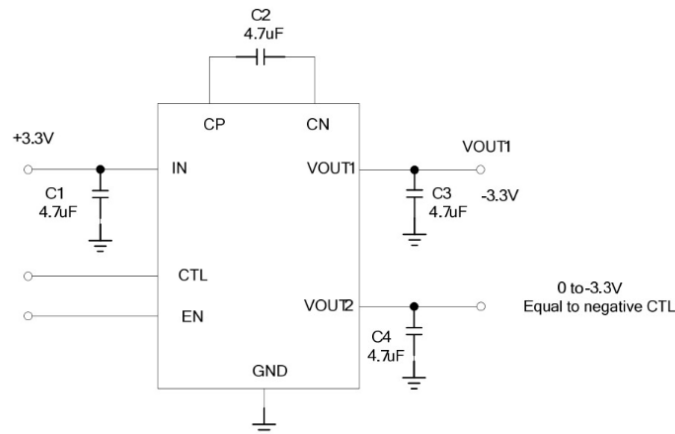 C2
4.7uF
CP
CN
+3.3V
IN
VOUT1
VOUT1
C1
4.7uF
C3
4.7uF
-3.3V
CTL
0 to-3.3V
Equal to negative CTL
EN
VOUT2
C4
4.7uF
GND